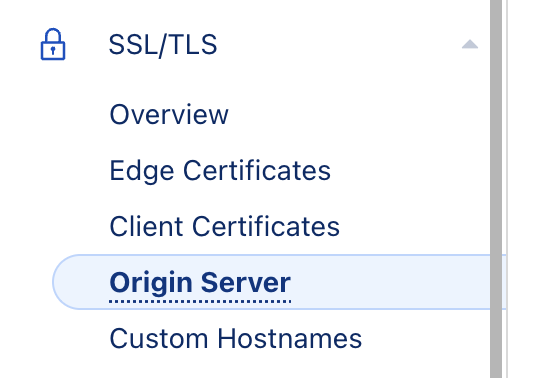 SSL/TLS
Overview
Edge Certificates
Client Certificates
Origin Server
Custom Hostnames